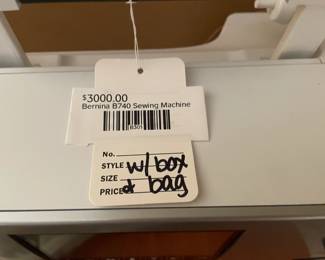 $3000.00
Bernina B740 Sewing Machine
No.
STYLE w/ box
SIZE
PRICE & bag